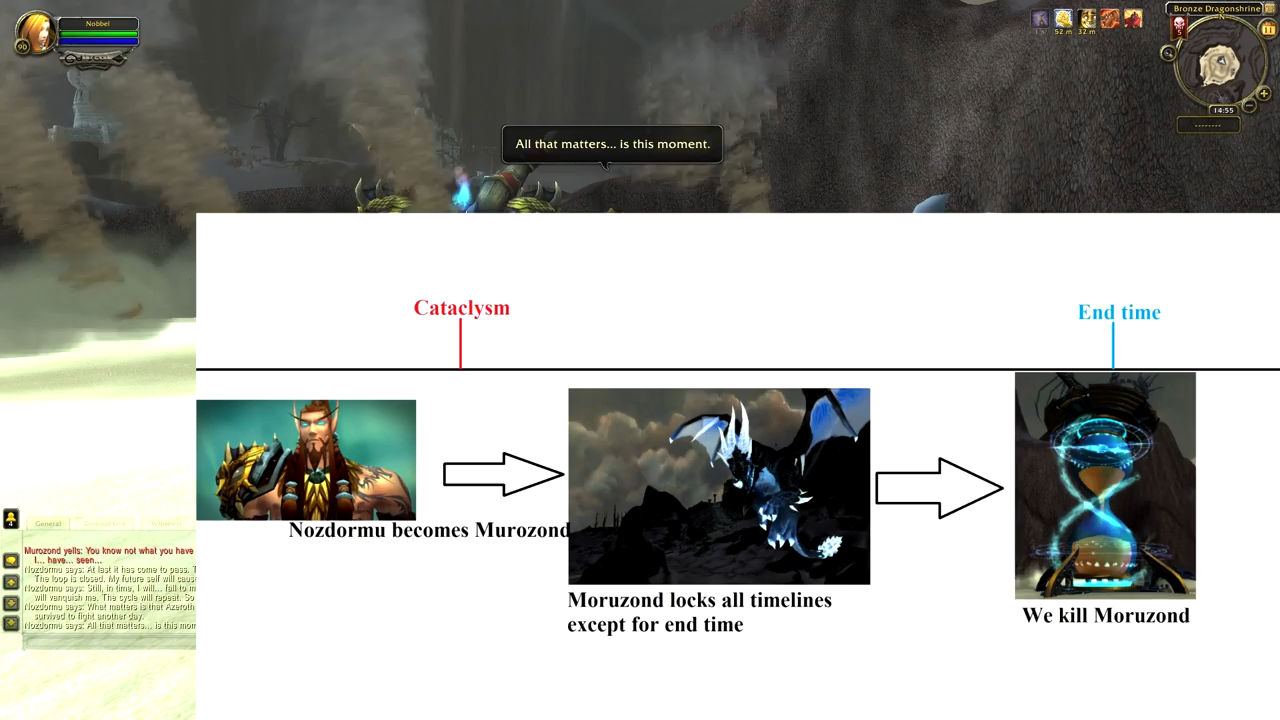 Nobbel
90
52 m
32 m
Bronze Dragonshrine
N
5
11
14:55
--------
All that matters... is this moment.
Cataclysm
End time
Nozdormu becomes Murozond
Moruzond locks all timelines
except for end time
We kill Moruzond
4
General
Murozond yells: You know not what you have
I... have... seen...
Nozdormu says: At last it has come to pass. T
The loop is closed. My future self will caus
Nozdormu says: Still, in time, I will... fall to m
will vanquish me. The cycle will repeat. So
Nozdormu says: What matters is that Azeroth
survived to fight another day.
Nozdormu says: All that matters... is this mom